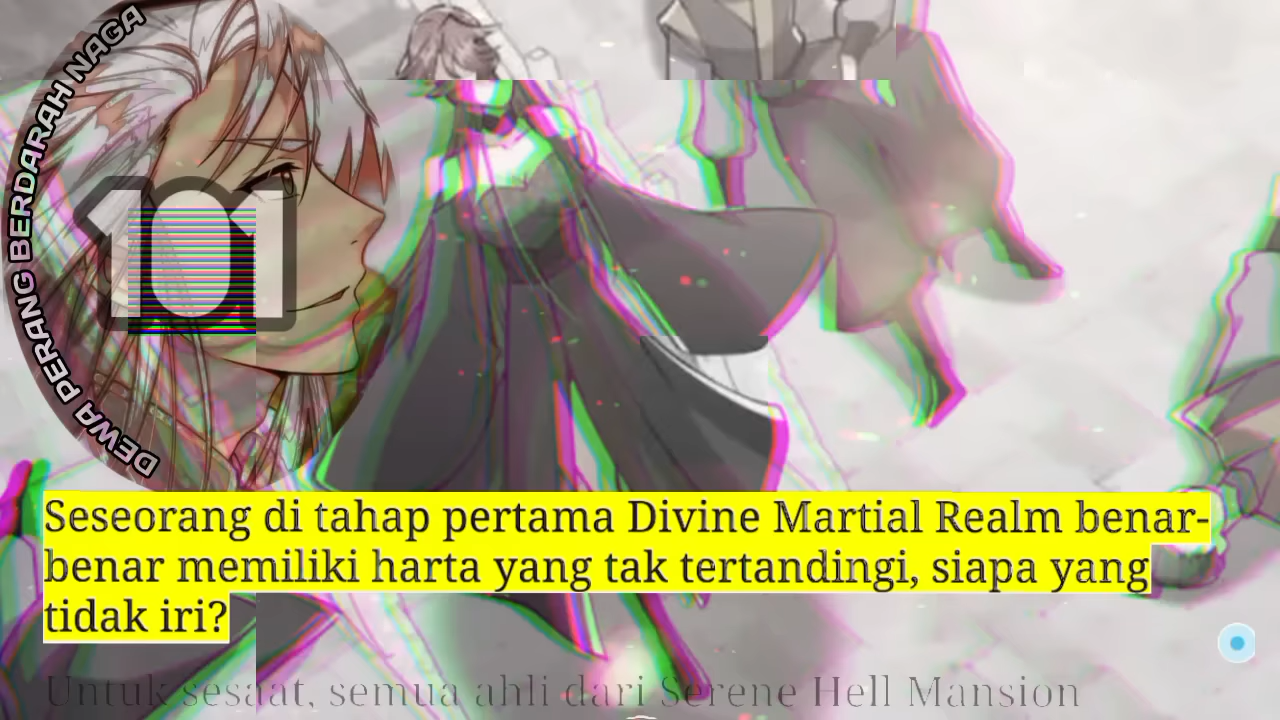 DEWA PERANG BERDARAH NAGA
101
Seseorang di tahap pertama Divine Martial Realm benar-
benar memiliki harta yang tak tertandingi, siapa yang
tidak iri?
Untuk sesaat, semua ahli dari Serene Hell Mansion